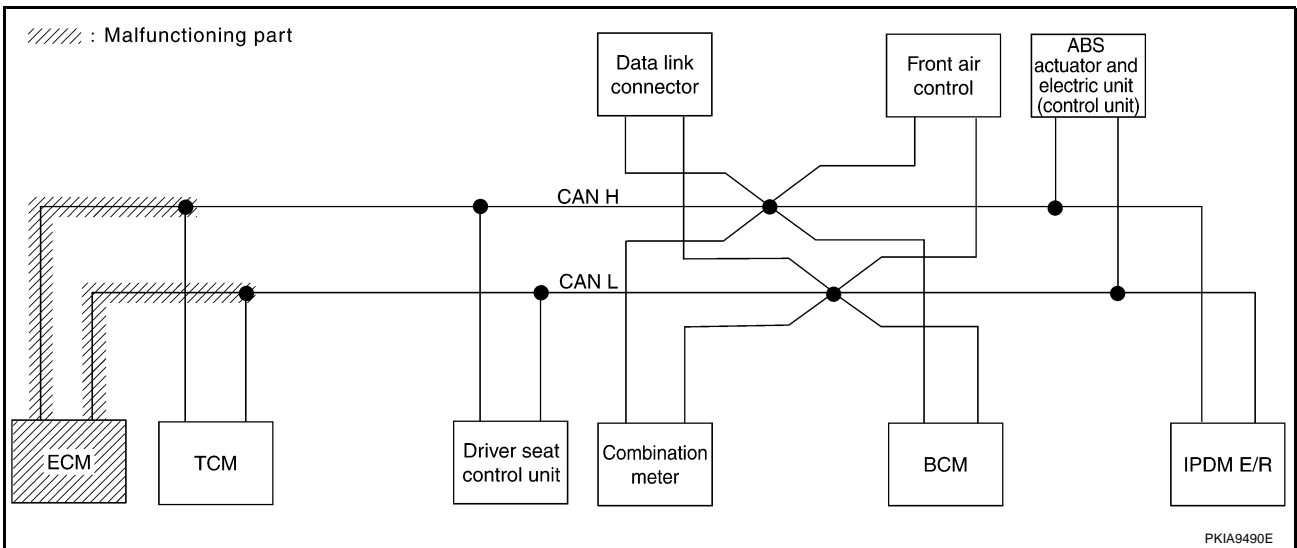 : Malfunctioning part
Data link
connector
Front air
control
ABS
actuator and
electric unit
(control unit)
CAN H
CAN L
ECM
TCM
Driver seat
control unit
Combination
meter
BCM
IPDM E/R
PKIA9490E